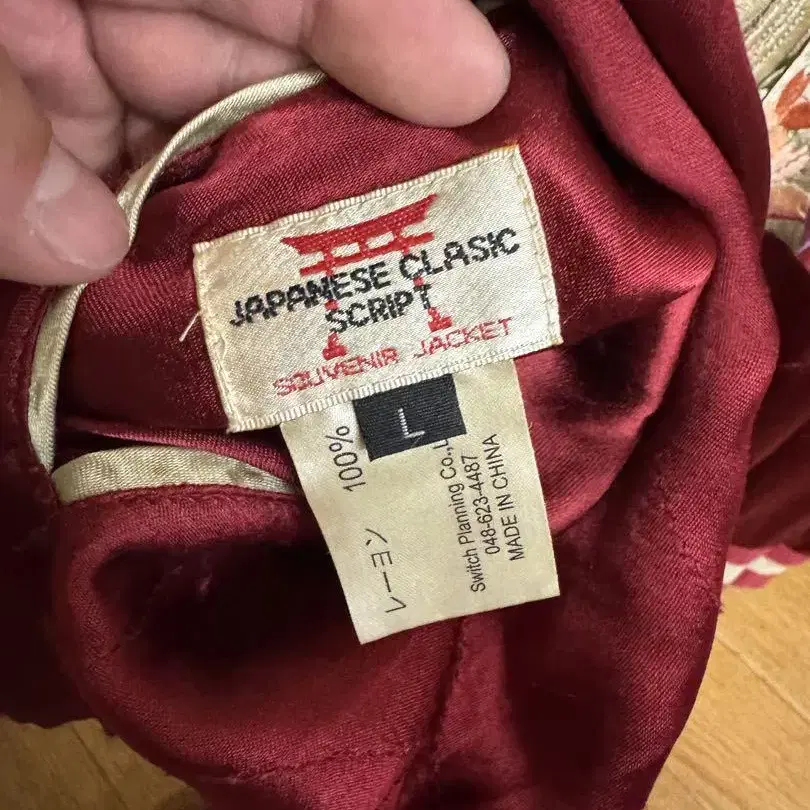 JAPANESE CLASIC
SCRIPT
SOUVENIR JACKET
L
100%
レーヨン
Switch Planning Co.,
048-623-4487
MADE IN CHINA